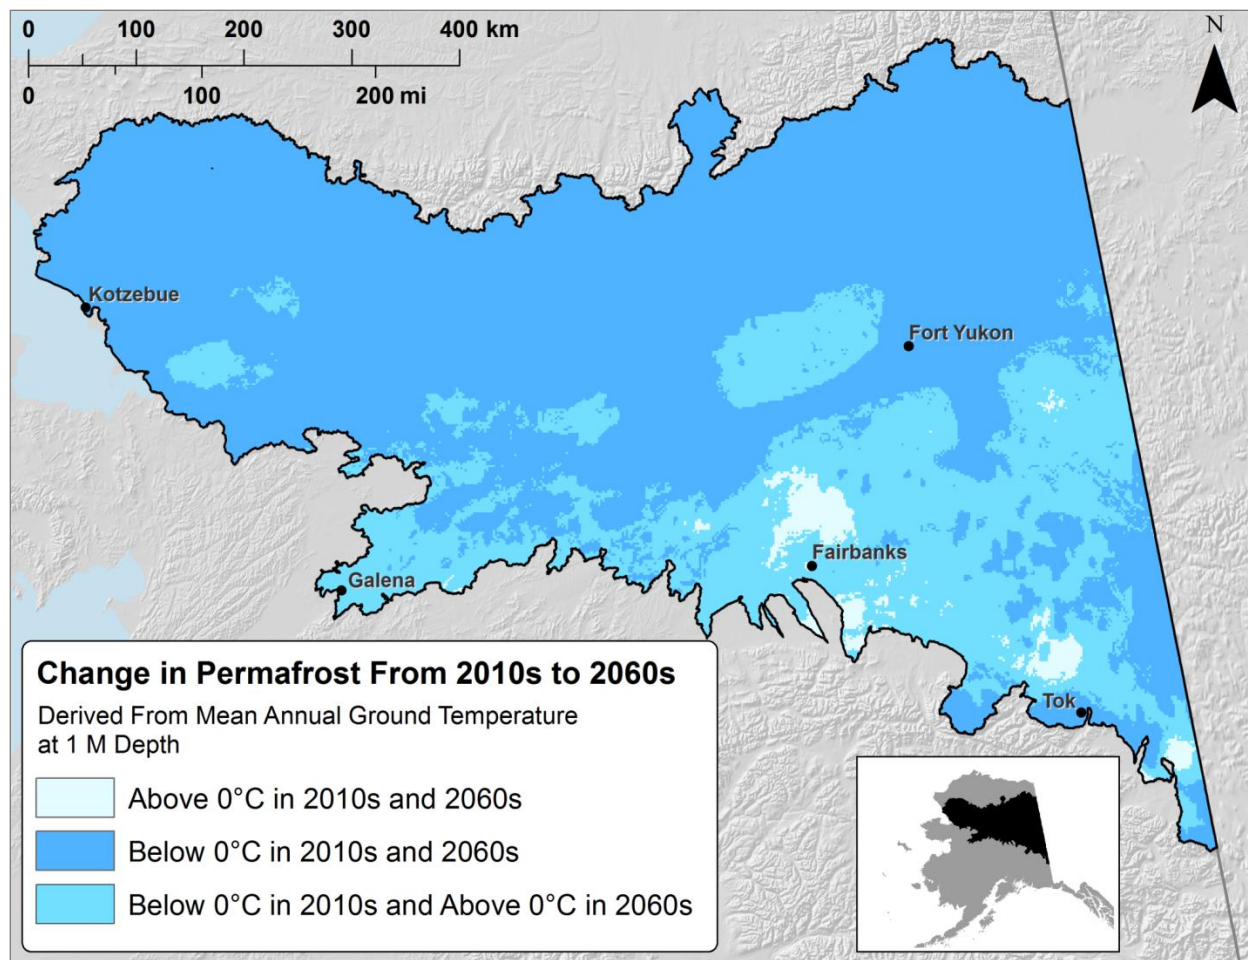 0 100 200 300 400 km
0 100 200 mi
N
Kotzebue
Fort Yukon
Fairbanks
Galena
Tok
Change in Permafrost From 2010s to 2060s
Derived From Mean Annual Ground Temperature
at 1 M Depth
Above 0°C in 2010s and 2060s
Below 0°C in 2010s and 2060s
Below 0°C in 2010s and Above 0°C in 2060s